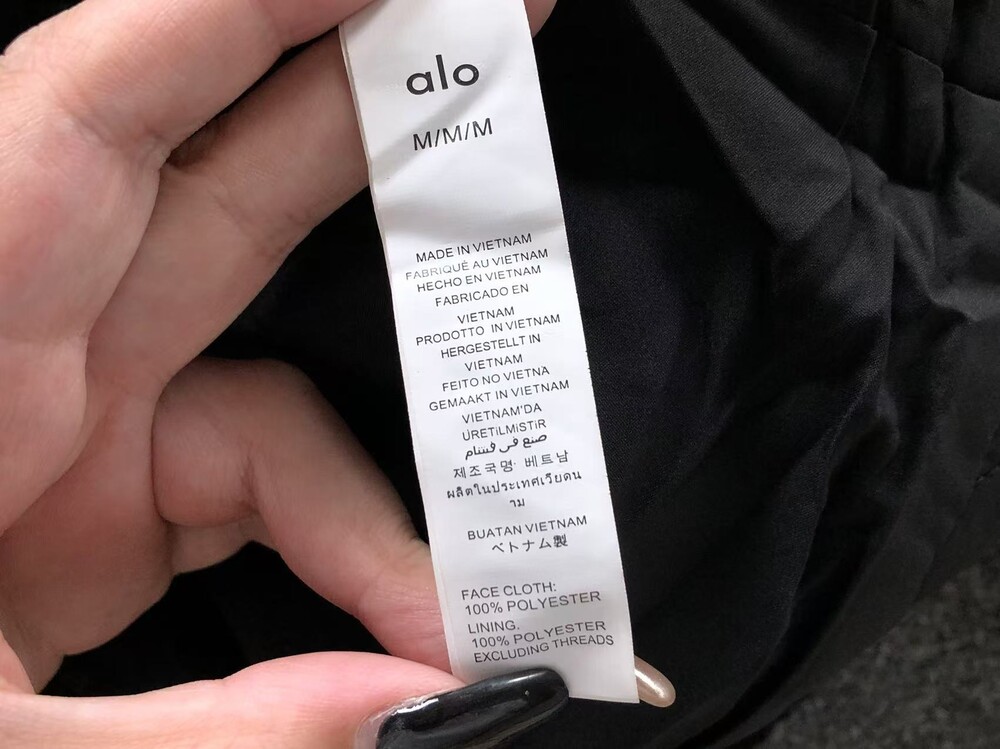 alo
M/M/M
MADE IN VIETNAM
FABRIQUÉ AU VIETNAM
HECHO EN VIETNAM
FABRICADO EN
VIETNAM
PRODOTTO IN VIETNAM
HERGESTELLT IN
VIETNAM
FEITO NO VIETNA
GEMAAKT IN VIETNAM
VIETNAM'DA
ÜRETiLMiSTiR
صنع في فيتنام
제조국명: 베트남
ผลิตในประเทศเวียดน
าม
BUATAN VIETNAM
ベトナム製
FACE CLOTH:
100% POLYESTER
LINING.
100% POLYESTER
EXCLUDING THREADS